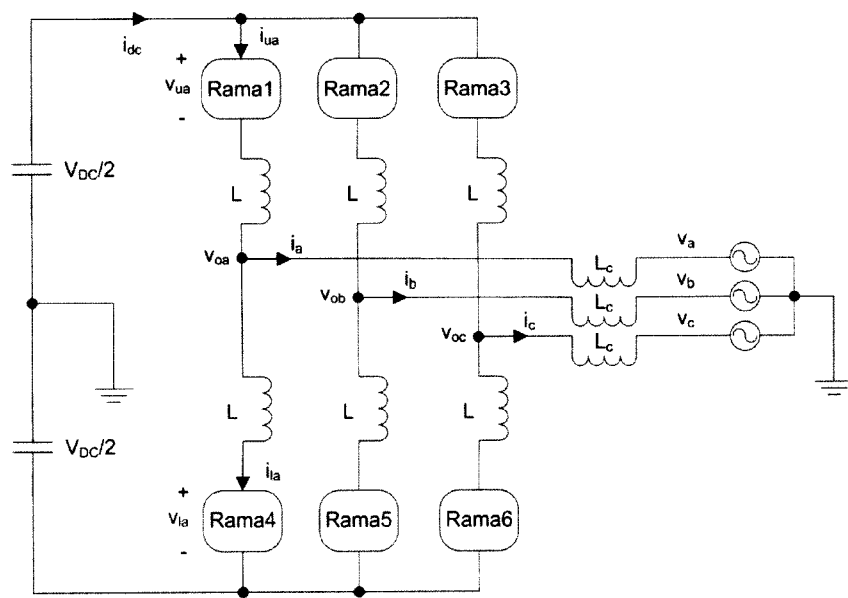 i_dc
i_ua
+
v_ua
-
Rama1
Rama2
Rama3
V_DC/2
L
L
L
v_oa
i_a
L_c
v_a
v_ob
i_b
L_c
v_b
v_oc
i_c
L_c
v_c
L
L
L
V_DC/2
i_la
+
v_la
-
Rama4
Rama5
Rama6